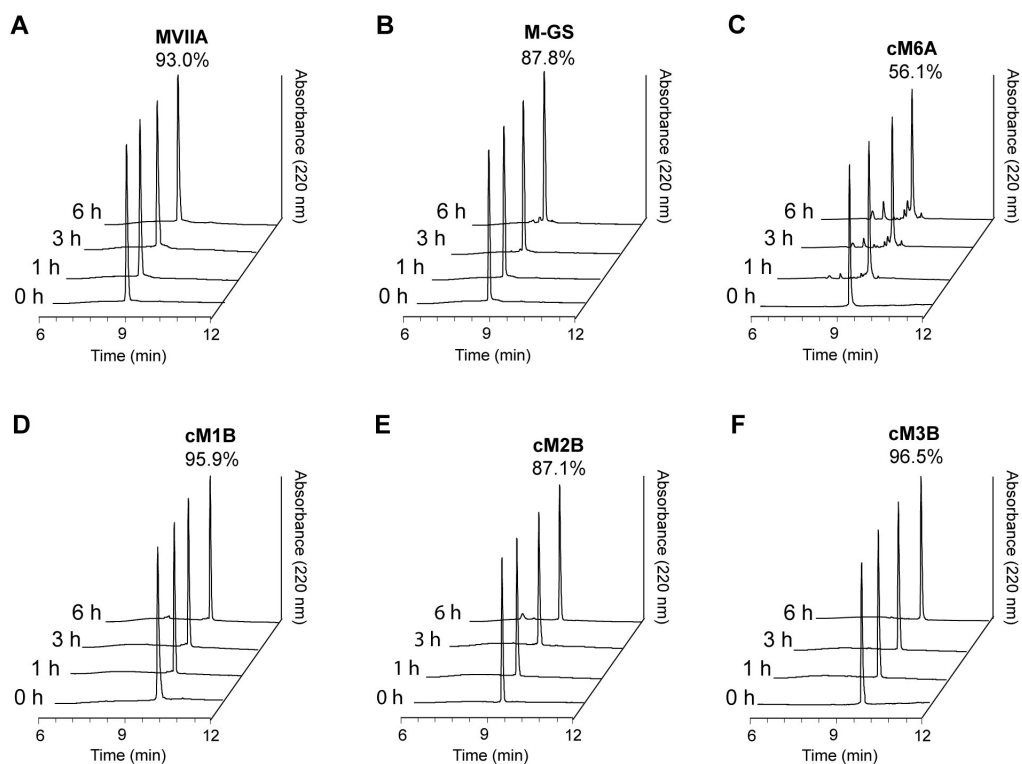 A
MVIIA
93.0%
Absorbance (220 nm)
6 h
3 h
1 h
0 h
6
9
12
Time (min)
B
M-GS
87.8%
Absorbance (220 nm)
6 h
3 h
1 h
0 h
6
9
12
Time (min)
C
cM6A
56.1%
Absorbance (220 nm)
6 h
3 h
1 h
0 h
6
9
12
Time (min)
D
cM1B
95.9%
Absorbance (220 nm)
6 h
3 h
1 h
0 h
6
9
12
Time (min)
E
cM2B
87.1%
Absorbance (220 nm)
6 h
3 h
1 h
0 h
6
9
12
Time (min)
F
cM3B
96.5%
Absorbance (220 nm)
6 h
3 h
1 h
0 h
6
9
12
Time (min)